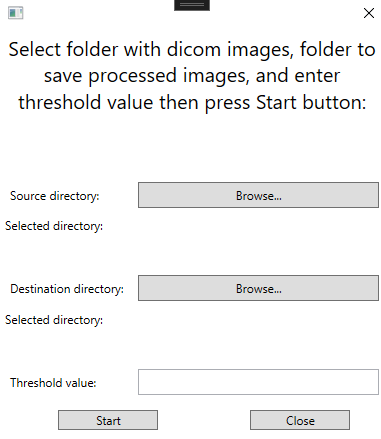 Select folder with dicom images, folder to
save processed images, and enter
threshold value then press Start button:
Source directory: Browse...
Selected directory:
Destination directory: Browse...
Selected directory:
Threshold value:
Start Close